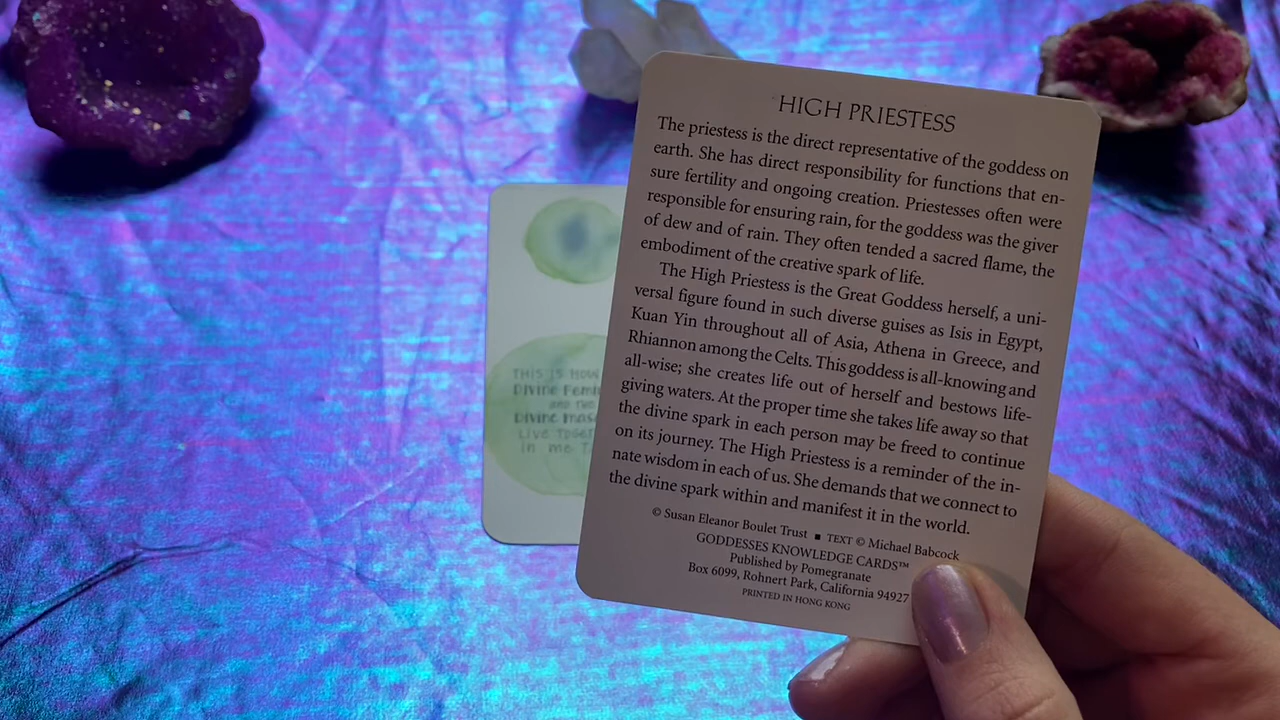 HIGH PRIESTESS
The priestess is the direct representative of the goddess on
earth. She has direct responsibility for functions that en-
sure fertility and ongoing creation. Priestesses often were
responsible for ensuring rain, for the goddess was the giver
of dew and of rain. They often tended a sacred flame, the
embodiment of the creative spark of life.
The High Priestess is the Great Goddess herself, a uni-
versal figure found in such diverse guises as Isis in Egypt,
Kuan Yin throughout all of Asia, Athena in Greece, and
Rhiannon among the Celts. This goddess is all-knowing and
all-wise; she creates life out of herself and bestows life-
giving waters. At the proper time she takes life away so that
the divine spark in each person may be freed to continue
on its journey. The High Priestess is a reminder of the in-
nate wisdom in each of us. She demands that we connect to
the divine spark within and manifest it in the world.
© Susan Eleanor Boulet Trust ■ TEXT © Michael Babcock
GODDESSES KNOWLEDGE CARDS™
Published by Pomegranate
Box 6099, Rohnert Park, California 94927
PRINTED IN HONG KONG
THIS IS HOW
Divine
AND THE
Divine
LIVE
in me